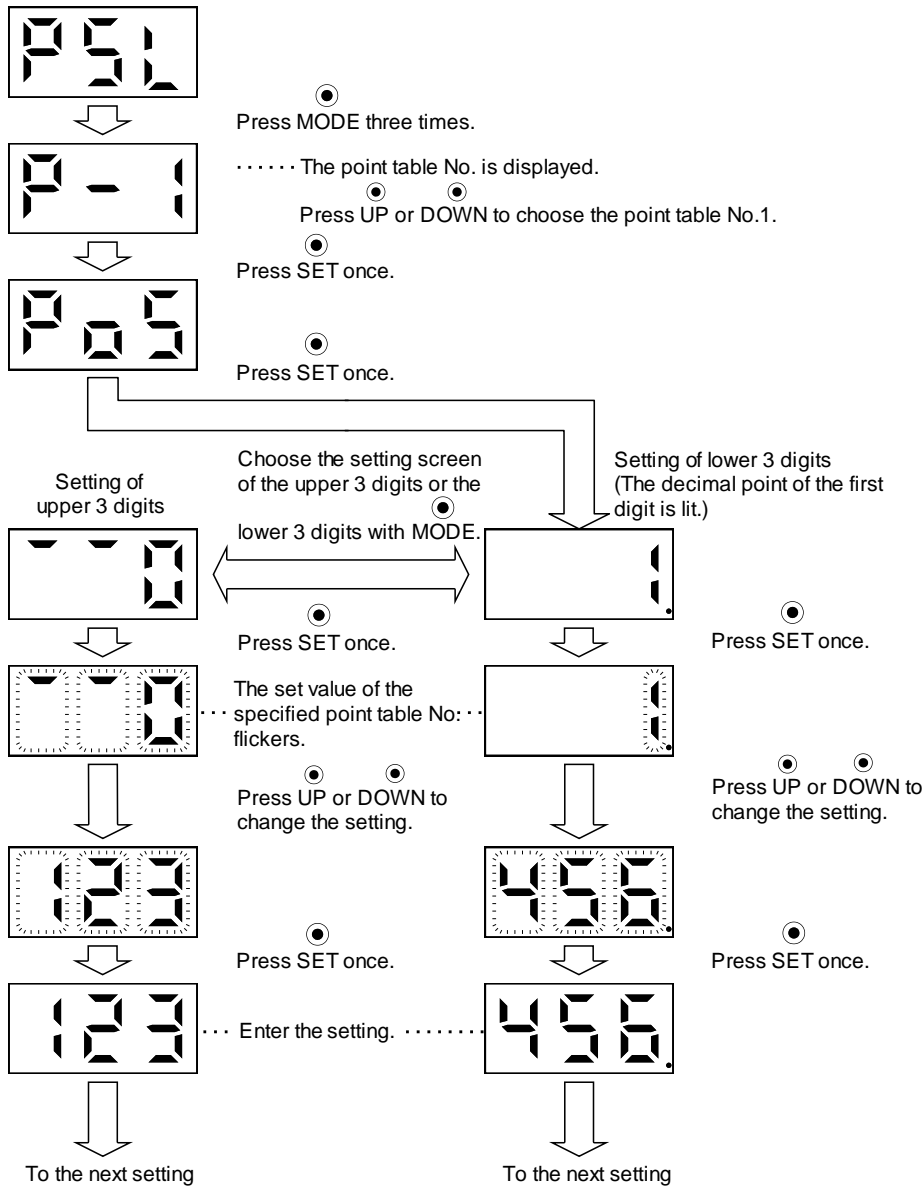 PSL
Press MODE three times.
P-1
······ The point table No. is displayed.
Press UP or DOWN to choose the point table No.1.
Press SET once.
PoS
Press SET once.
Setting of
upper 3 digits
Choose the setting screen
of the upper 3 digits or the
lower 3 digits with MODE.
Setting of lower 3 digits
(The decimal point of the first
digit is lit.)
--0
1.
Press SET once.
Press SET once.
--0
··· The set value of the
specified point table No. ··
flickers.
1.
Press UP or DOWN to
change the setting.
Press UP or DOWN to
change the setting.
123
456.
Press SET once.
Press SET once.
123
··· Enter the setting. ·······
456.
To the next setting
To the next setting